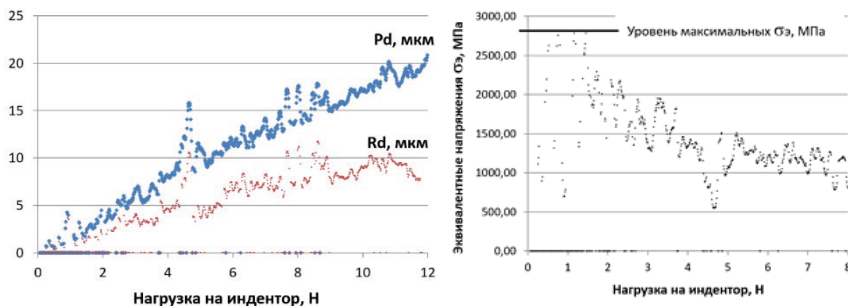 25
20
15
10
5
0
Pd, мкм
Rd, мкм
0 2 4 6 8 10 12
Нагрузка на индентор, Н
Эквивалентные напряжения σэ, МПа
3000,00
2500,00
2000,00
1500,00
1000,00
500,00
0,00
Уровень максимальных σэ, МПа
0 1 2 3 4 5 6 7 8
Нагрузка на индентор, Н